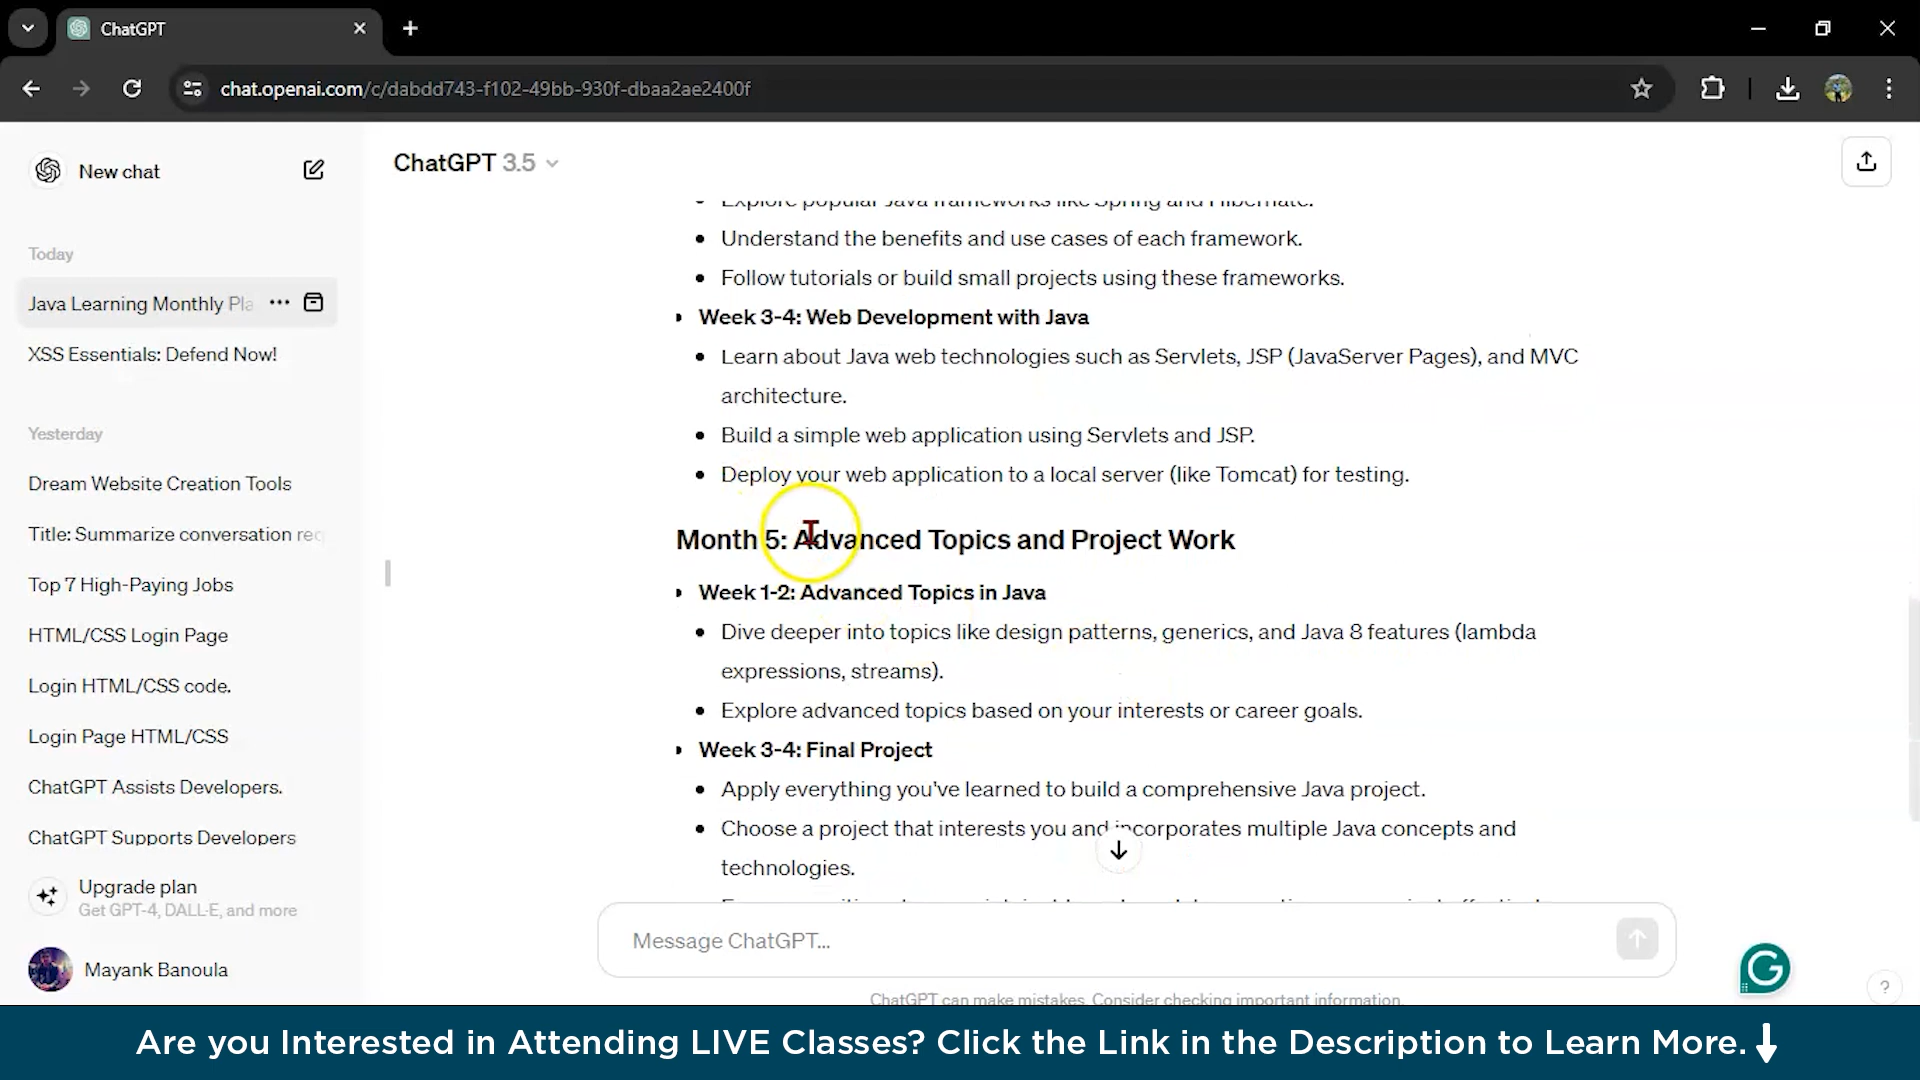 ChatGPT
chat.openai.com/c/dabdd743-f102-49bb-930f-dbaa2ae2400f
New chat
Today
Java Learning Monthly Pla
XSS Essentials: Defend Now!
Yesterday
Dream Website Creation Tools
Title: Summarize conversation req
Top 7 High-Paying Jobs
HTML/CSS Login Page
Login HTML/CSS code.
Login Page HTML/CSS
ChatGPT Assists Developers.
ChatGPT Supports Developers
Upgrade plan
Get GPT-4, DALL·E, and more
Mayank Banoula
ChatGPT 3.5
Explore popular Java frameworks like Spring and Hibernate.
Understand the benefits and use cases of each framework.
Follow tutorials or build small projects using these frameworks.
Week 3-4: Web Development with Java
Learn about Java web technologies such as Servlets, JSP (JavaServer Pages), and MVC
architecture.
Build a simple web application using Servlets and JSP.
Deploy your web application to a local server (like Tomcat) for testing.
Month 5: Advanced Topics and Project Work
Week 1-2: Advanced Topics in Java
Dive deeper into topics like design patterns, generics, and Java 8 features (lambda
expressions, streams).
Explore advanced topics based on your interests or career goals.
Week 3-4: Final Project
Apply everything you've learned to build a comprehensive Java project.
Choose a project that interests you and incorporates multiple Java concepts and
technologies.
Message ChatGPT...
ChatGPT can make mistakes. Consider checking important information.
?
Are you Interested in Attending LIVE Classes? Click the Link in the Description to Learn More.